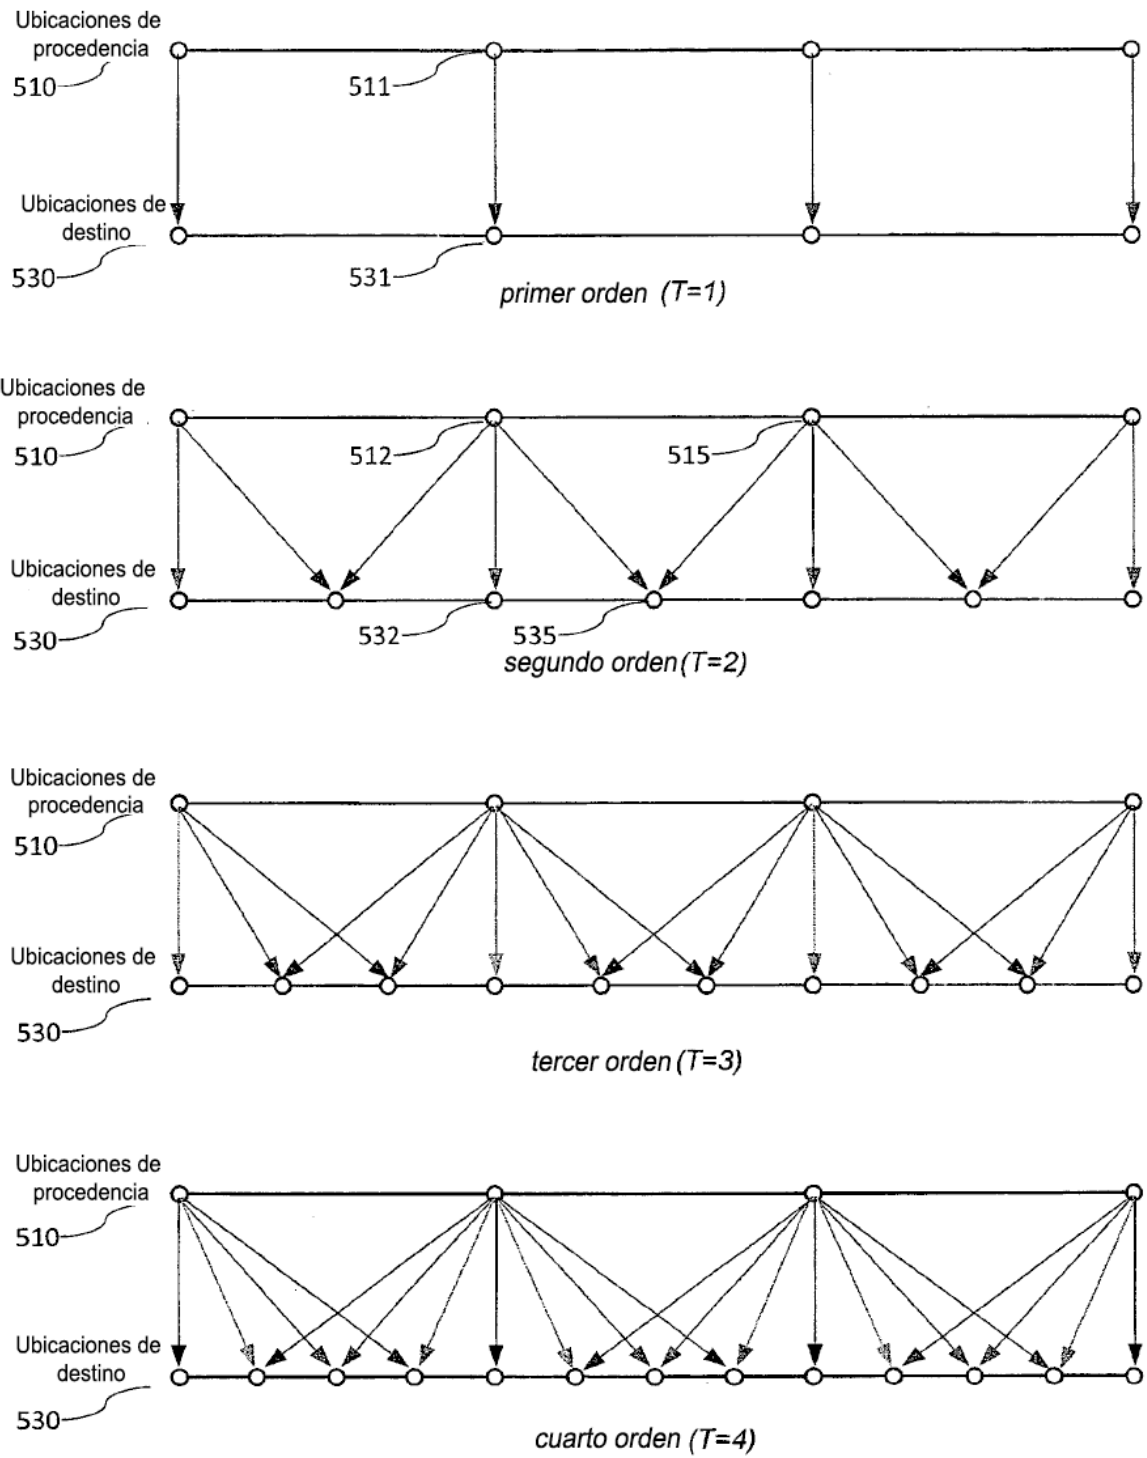 Ubicaciones de
procedencia
510
511
Ubicaciones de
destino
530
531
primer orden (T=1)
Ubicaciones de
procedencia
510
512
515
Ubicaciones de
destino
530
532
535
segundo orden (T=2)
Ubicaciones de
procedencia
510
Ubicaciones de
destino
530
tercer orden (T=3)
Ubicaciones de
procedencia
510
Ubicaciones de
destino
530
cuarto orden (T=4)